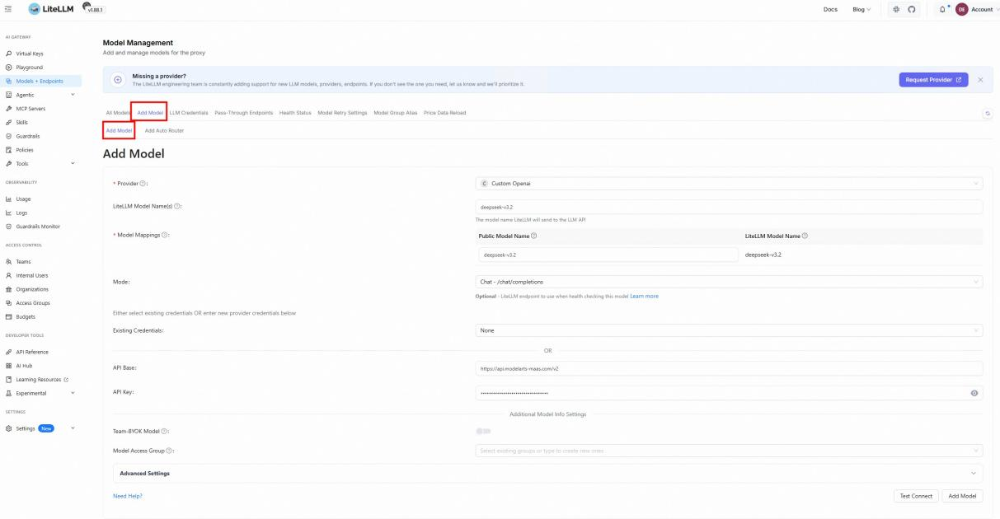 LiteLLM v1.88.1 Docs Blog DE Account
AI GATEWAY
Virtual Keys
Playground
Models + Endpoints
Agentic
MCP Servers
Skills
Guardrails
Policies
Tools
OBSERVABILITY
Usage
Logs
Guardrails Monitor
ACCESS CONTROL
Teams
Internal Users
Organizations
Access Groups
Budgets
DEVELOPER TOOLS
API Reference
AI Hub
Learning Resources
Experimental
SETTINGS
Settings New
Model Management
Add and manage models for the proxy
Missing a provider?
The LiteLLM engineering team is constantly adding support for new LLM models, providers, endpoints. If you don't see the one you need, let us know and we'll prioritize it.
Request Provider
All Models Add Model LLM Credentials Pass-Through Endpoints Health Status Model Retry Settings Model Group Alias Price Data Reload
Add Model Add Auto Router
Add Model
* Provider : C Custom Openai
LiteLLM Model Name(s) : deepseek-v3.2
The model name LiteLLM will send to the LLM API
* Model Mappings : Public Model Name LiteLLM Model Name
deepseek-v3.2 deepseek-v3.2
Mode: Chat - /chat/completions
Optional - LiteLLM endpoint to use when health checking this model Learn more
Either select existing credentials OR enter new provider credentials below
Existing Credentials: None
OR
API Base: https://api.modelarts-maas.com/v2
API Key:
Additional Model Info Settings
Team-BYOK Model :
Model Access Group : Select existing groups or type to create new ones
Advanced Settings
Need Help? Test Connect Add Model